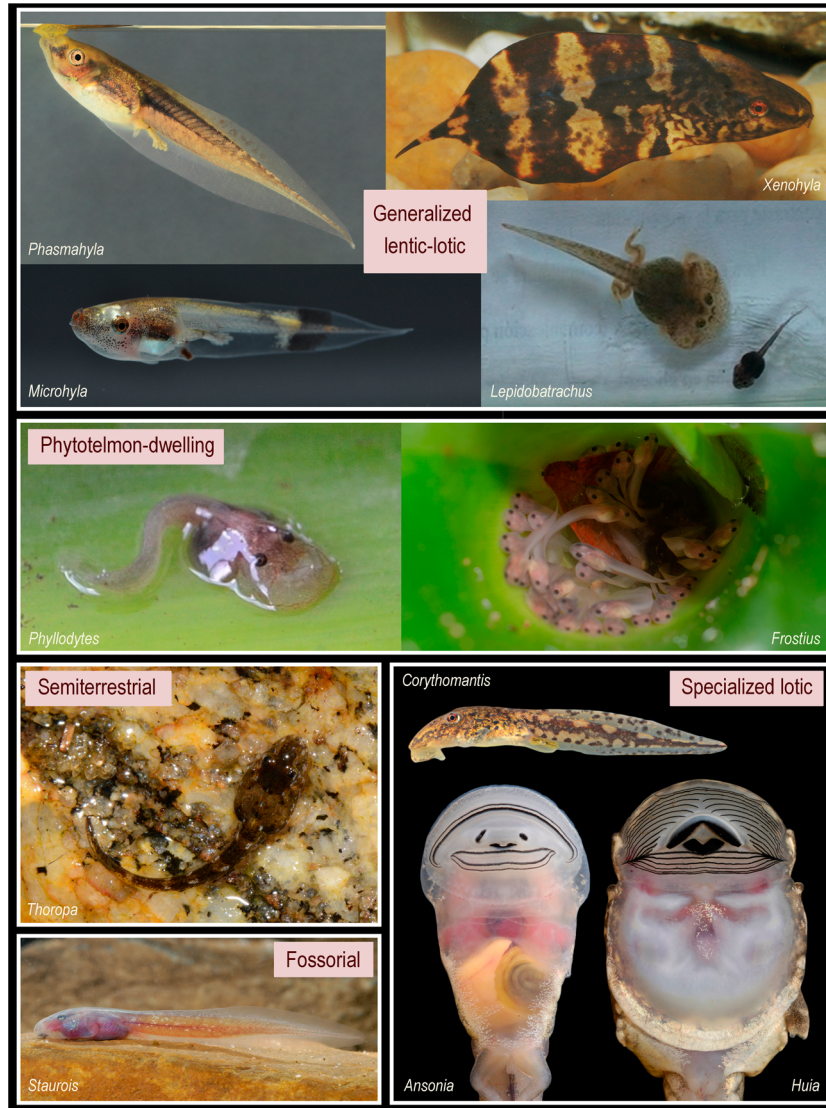 Phasmahyla
Xenohyla
Generalized
lentic-lotic
Microhyla
Lepidobatrachus
Phytotelmon-dwelling
Phyllodytes
Frostius
Semiterrestrial
Thoropa
Corythomantis
Specialized lotic
Fossorial
Staurois
Ansonia
Huia